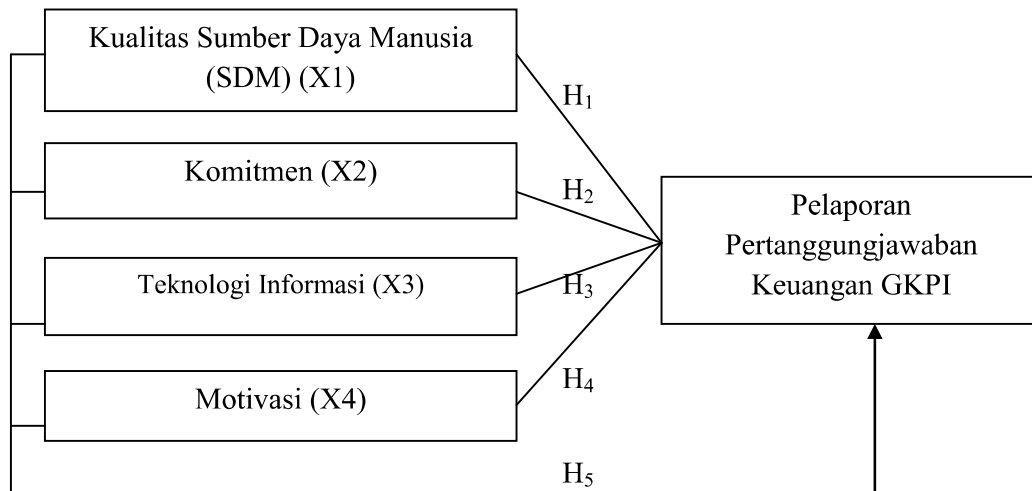 Kualitas Sumber Daya Manusia
(SDM) (X1)
H₁
Komitmen (X2)
H₂
Pelaporan
Pertanggungjawaban
Keuangan GKPI
Teknologi Informasi (X3)
H₃
Motivasi (X4)
H₄
H₅